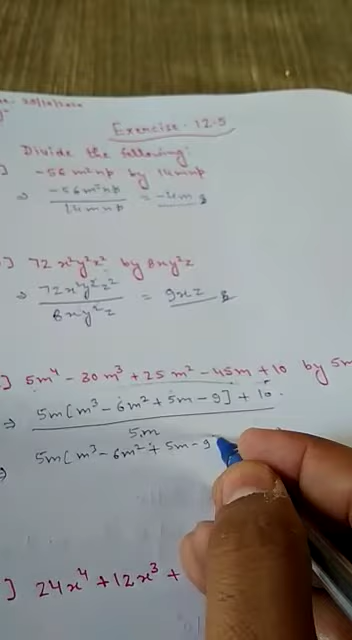 Exercise - 12.5
Divide the following:
] -56 m²np by 14mnp
⇒ -56m²np / 14mnp = -4m
] 72 x²y²z² by 8xy²z
⇒ 72x²y²z² / 8xy²z = 9xz
] 5m⁴ - 30m³ + 25m² - 45m + 10 by 5m
⇒ 5m[m³ - 6m² + 5m - 9] + 10 / 5m
5m[m³ - 6m² + 5m - 9
] 24x⁴ + 12x³ +